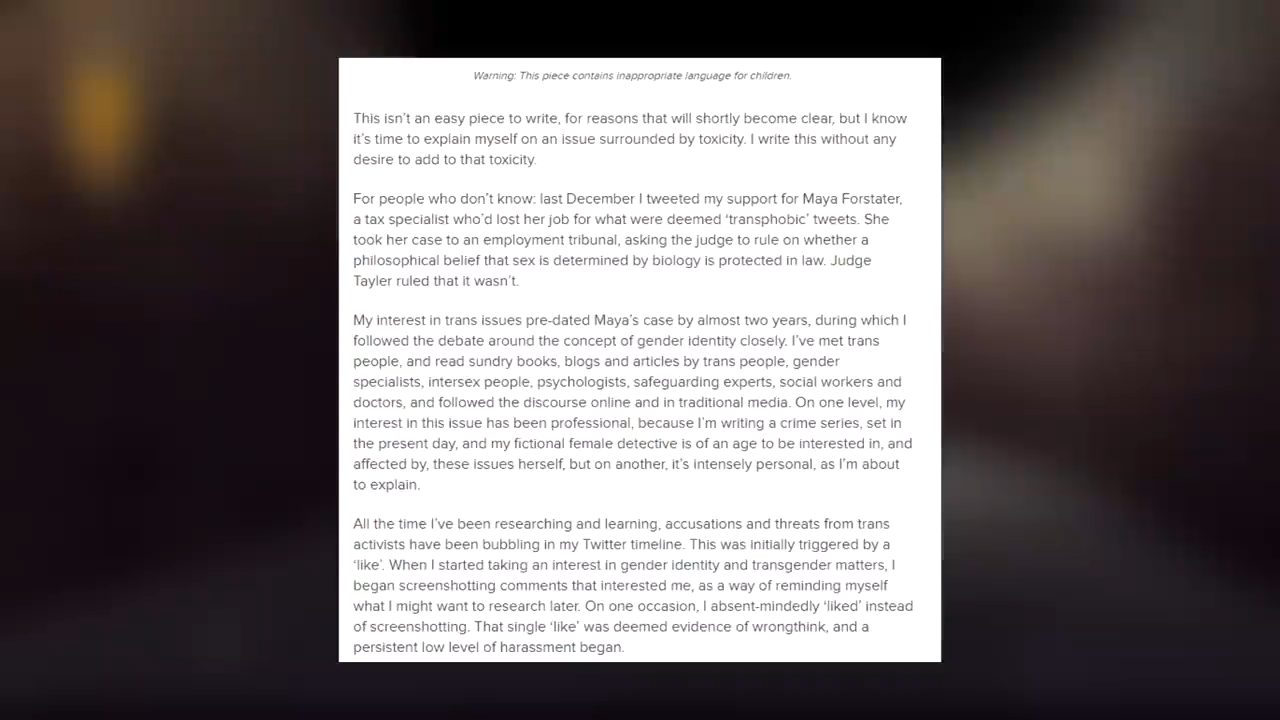 Warning: This piece contains inappropriate language for children.
This isn’t an easy piece to write, for reasons that will shortly become clear, but I know
it’s time to explain myself on an issue surrounded by toxicity. I write this without any
desire to add to that toxicity.
For people who don’t know: last December I tweeted my support for Maya Forstater,
a tax specialist who’d lost her job for what were deemed ‘transphobic’ tweets. She
took her case to an employment tribunal, asking the judge to rule on whether a
philosophical belief that sex is determined by biology is protected in law. Judge
Tayler ruled that it wasn’t.
My interest in trans issues pre-dated Maya’s case by almost two years, during which I
followed the debate around the concept of gender identity closely. I’ve met trans
people, and read sundry books, blogs and articles by trans people, gender
specialists, intersex people, psychologists, safeguarding experts, social workers and
doctors, and followed the discourse online and in traditional media. On one level, my
interest in this issue has been professional, because I’m writing a crime series, set in
the present day, and my fictional female detective is of an age to be interested in, and
affected by, these issues herself, but on another, it’s intensely personal, as I’m about
to explain.
All the time I’ve been researching and learning, accusations and threats from trans
activists have been bubbling in my Twitter timeline. This was initially triggered by a
‘like’. When I started taking an interest in gender identity and transgender matters, I
began screenshotting comments that interested me, as a way of reminding myself
what I might want to research later. On one occasion, I absent-mindedly ‘liked’ instead
of screenshotting. That single ‘like’ was deemed evidence of wrongthink, and a
persistent low level of harassment began.